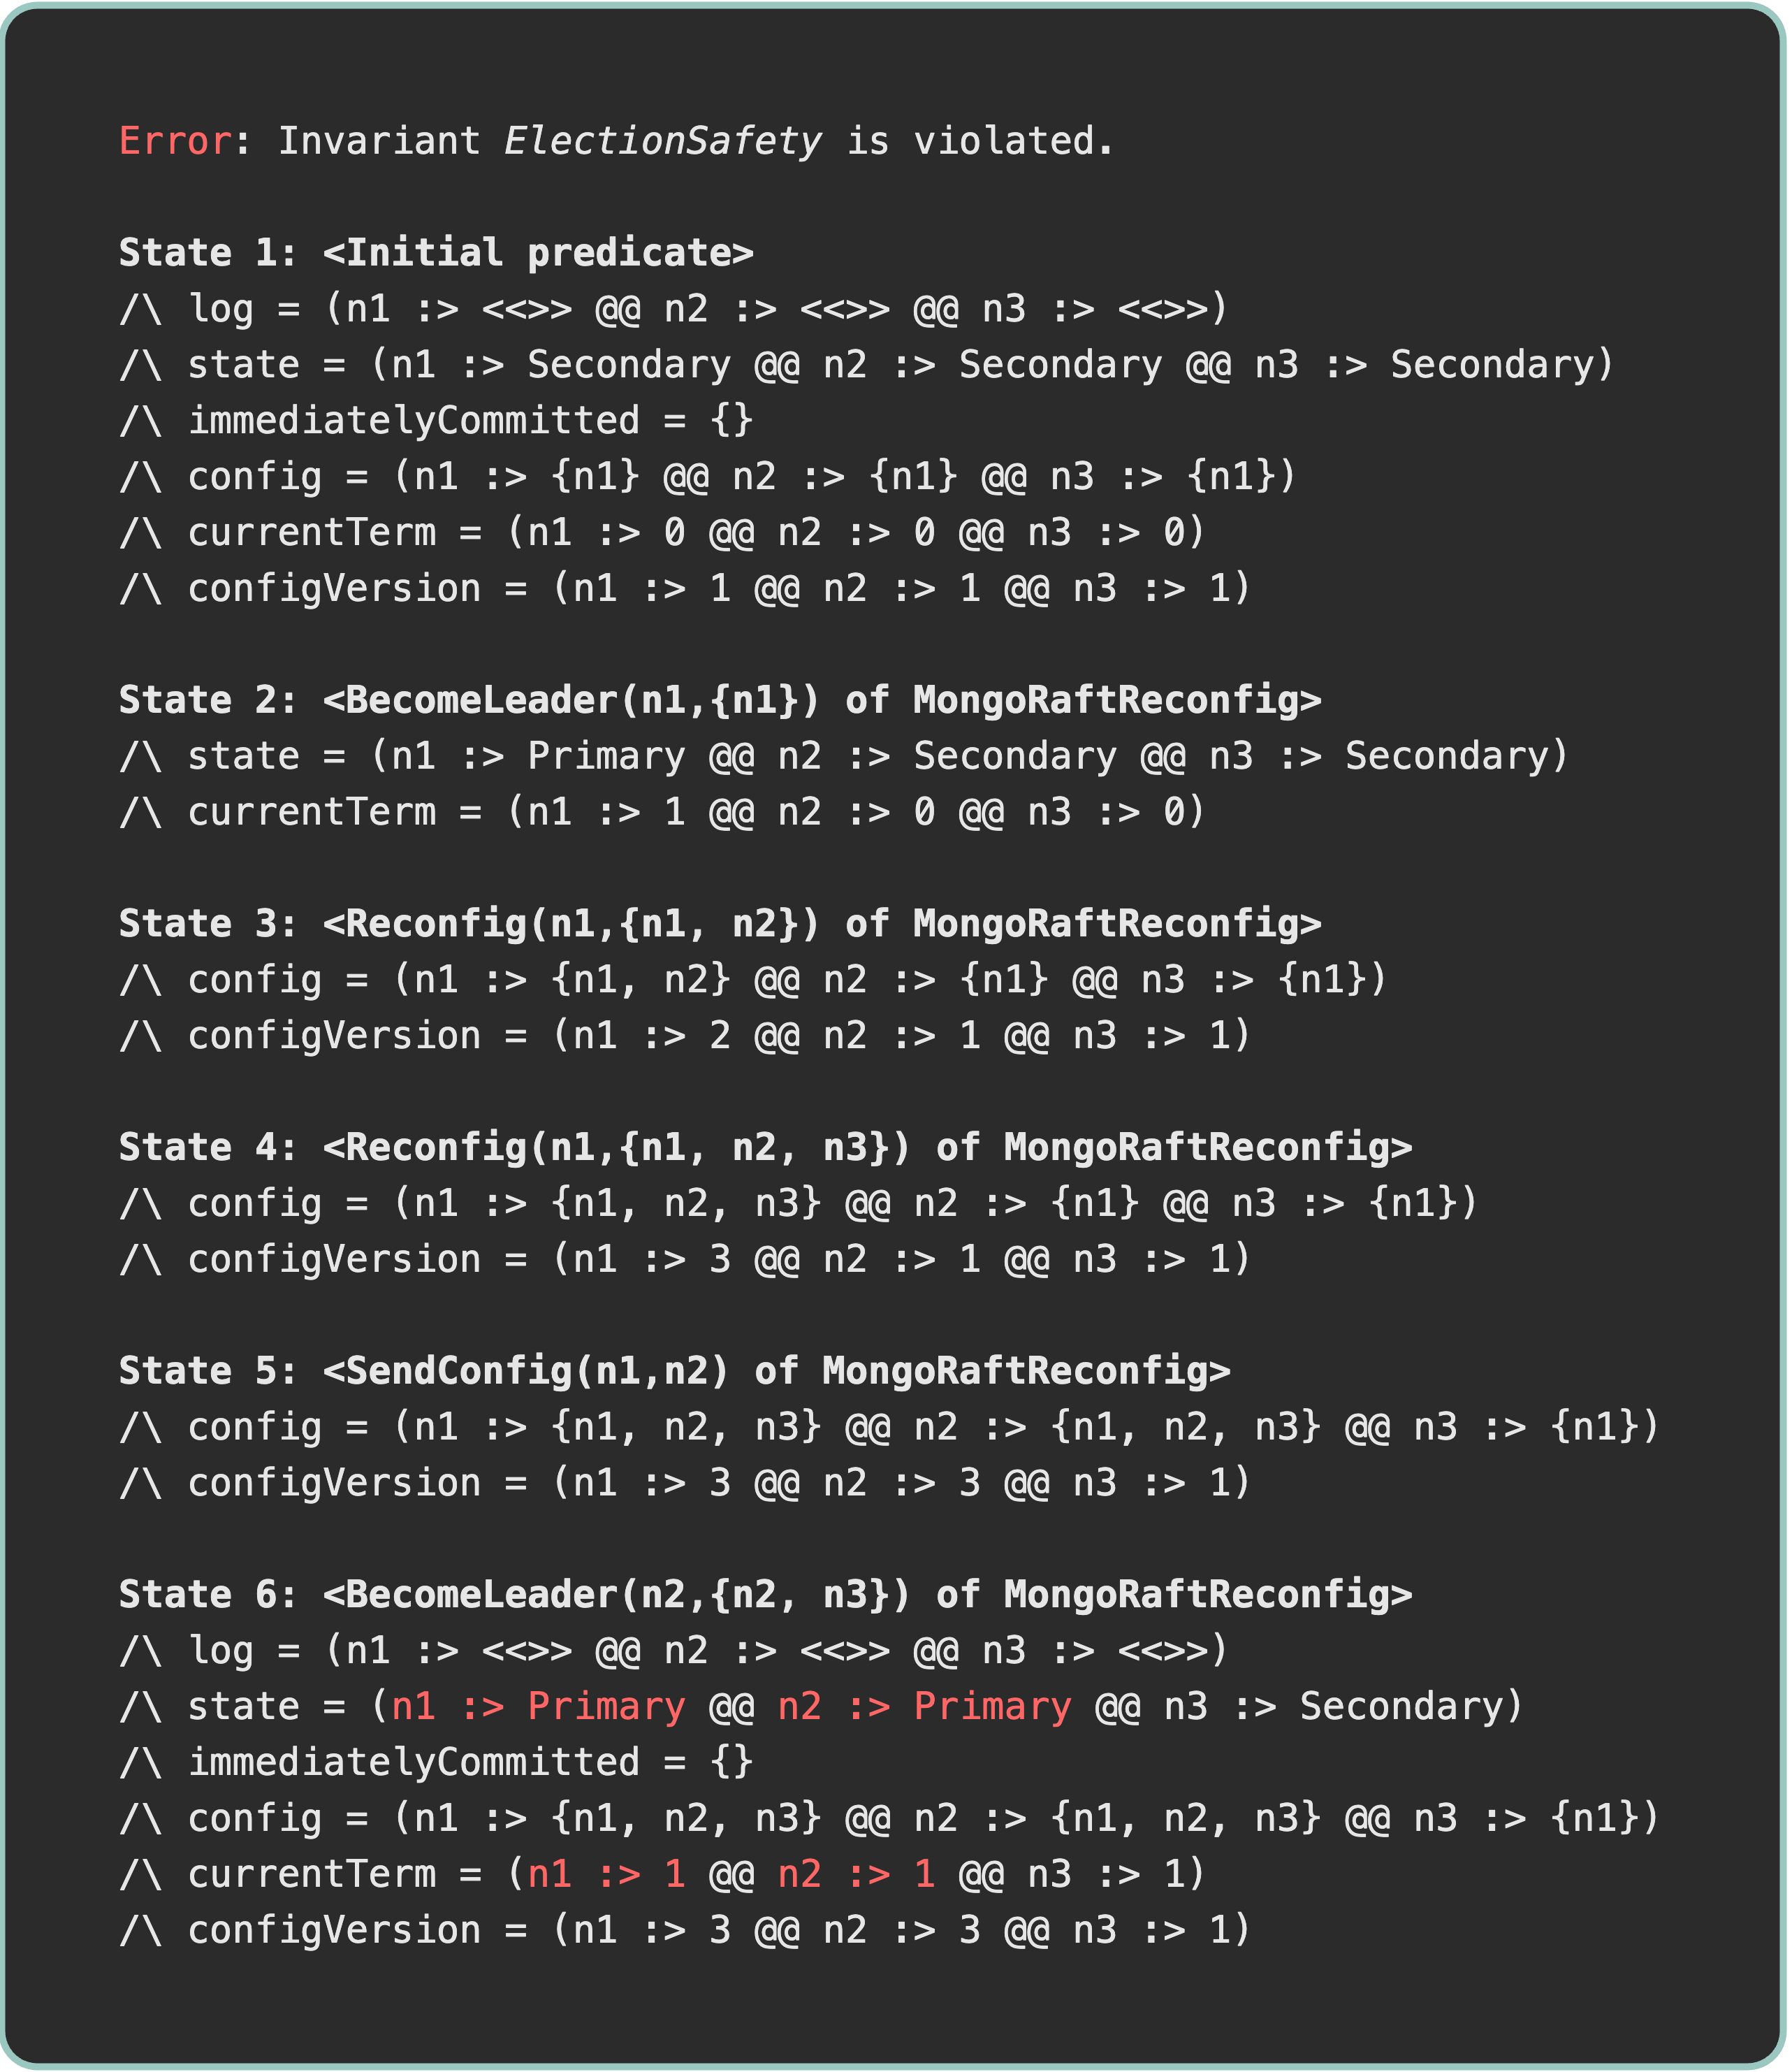 Error: Invariant ElectionSafety is violated.
State 1: <Initial predicate>
/\ log = (n1 :> <<>> @@ n2 :> <<>> @@ n3 :> <<>>)
/\ state = (n1 :> Secondary @@ n2 :> Secondary @@ n3 :> Secondary)
/\ immediatelyCommitted = {}
/\ config = (n1 :> {n1} @@ n2 :> {n1} @@ n3 :> {n1})
/\ currentTerm = (n1 :> 0 @@ n2 :> 0 @@ n3 :> 0)
/\ configVersion = (n1 :> 1 @@ n2 :> 1 @@ n3 :> 1)
State 2: <BecomeLeader(n1,{n1}) of MongoRaftReconfig>
/\ state = (n1 :> Primary @@ n2 :> Secondary @@ n3 :> Secondary)
/\ currentTerm = (n1 :> 1 @@ n2 :> 0 @@ n3 :> 0)
State 3: <Reconfig(n1,{n1, n2}) of MongoRaftReconfig>
/\ config = (n1 :> {n1, n2} @@ n2 :> {n1} @@ n3 :> {n1})
/\ configVersion = (n1 :> 2 @@ n2 :> 1 @@ n3 :> 1)
State 4: <Reconfig(n1,{n1, n2, n3}) of MongoRaftReconfig>
/\ config = (n1 :> {n1, n2, n3} @@ n2 :> {n1} @@ n3 :> {n1})
/\ configVersion = (n1 :> 3 @@ n2 :> 1 @@ n3 :> 1)
State 5: <SendConfig(n1,n2) of MongoRaftReconfig>
/\ config = (n1 :> {n1, n2, n3} @@ n2 :> {n1, n2, n3} @@ n3 :> {n1})
/\ configVersion = (n1 :> 3 @@ n2 :> 3 @@ n3 :> 1)
State 6: <BecomeLeader(n2,{n2, n3}) of MongoRaftReconfig>
/\ log = (n1 :> <<>> @@ n2 :> <<>> @@ n3 :> <<>>)
/\ state = (n1 :> Primary @@ n2 :> Primary @@ n3 :> Secondary)
/\ immediatelyCommitted = {}
/\ config = (n1 :> {n1, n2, n3} @@ n2 :> {n1, n2, n3} @@ n3 :> {n1})
/\ currentTerm = (n1 :> 1 @@ n2 :> 1 @@ n3 :> 1)
/\ configVersion = (n1 :> 3 @@ n2 :> 3 @@ n3 :> 1)